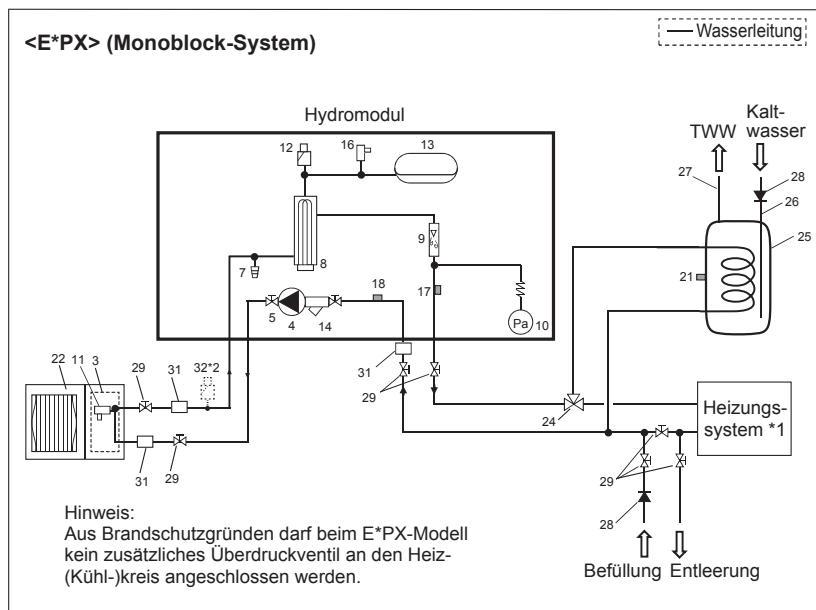 <E*PX> (Monoblock-System)
Wasserleitung
Hydromodul
TWW
Kalt-
wasser
12
16
13
27
28
26
25
9
7
8
18
17
21
5
4
14
Pa
10
22
11
3
29
31
32*2
31
29
24
Heizungs-
system *1
31
29
29
28
Hinweis:
Aus Brandschutzgründen darf beim E*PX-Modell
kein zusätzliches Überdruckventil an den Heiz-
(Kühl-)kreis angeschlossen werden.
Befüllung
Entleerung